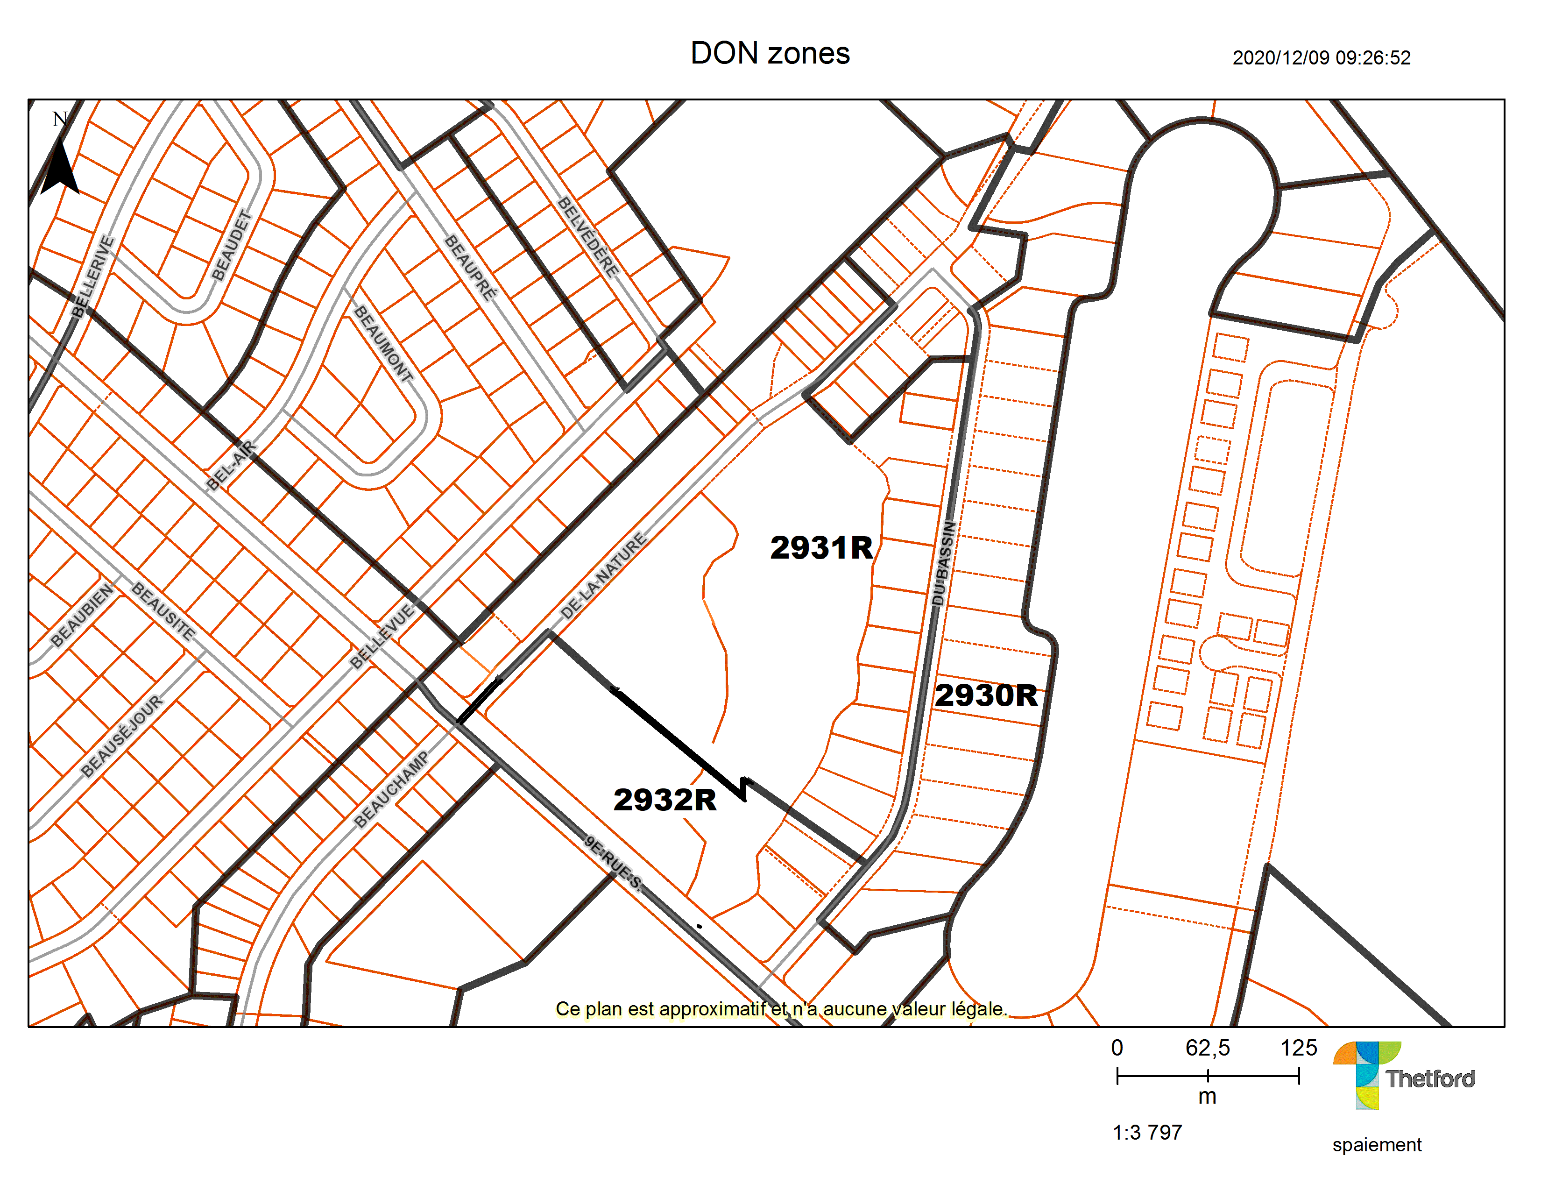 DON zones
2020/12/09 09:26:52
N
BELLERIVE
BEAUDET
BEAUPRÉ
BELVÉDÈRE
BEAUMONT
BEL-AIR
BEAUBIEN
BEAUSITE
BELLEVUE
DE-LA-NATURE
2931R
DU-BASSIN
2930R
BEAUSÉJOUR
BEAUCHAMP
2932R
9E-RUE-S.
Ce plan est approximatif et n'a aucune valeur légale.
0 62,5 125
m
1:3 797
Thetford
spaiement